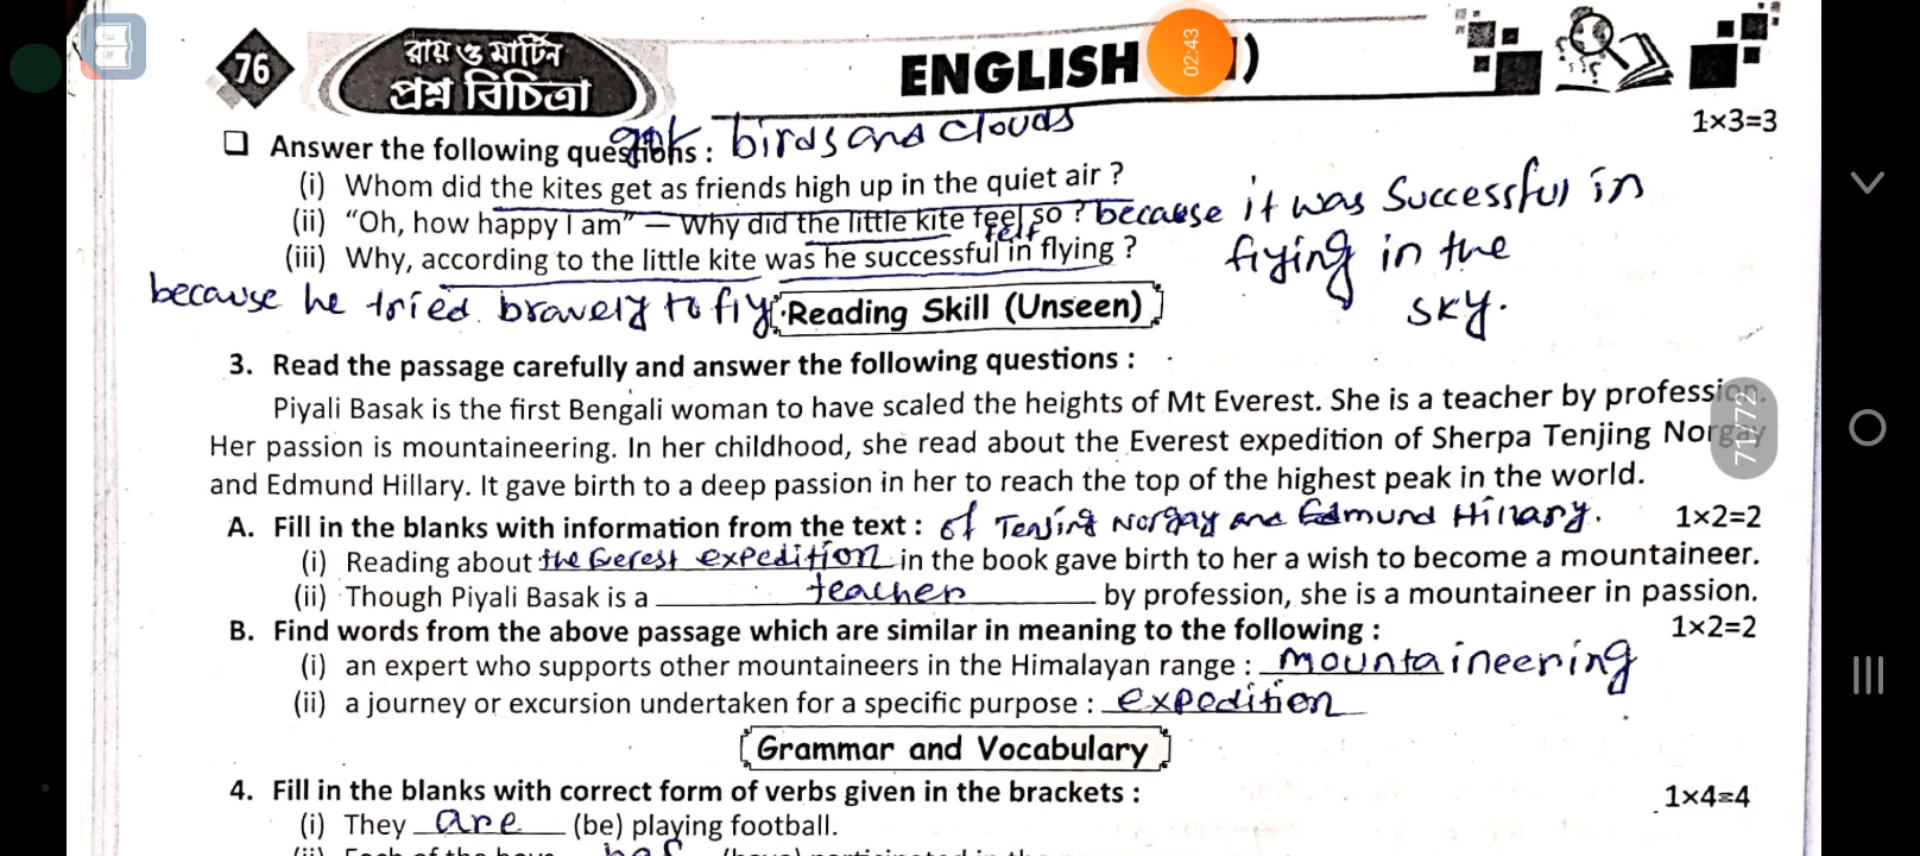 76
রায় ও মার্টিন
প্রশ্ন বিচিত্রা
ENGLISH
02:43
got birds and clouds
1×3=3
Answer the following questions :
(i) Whom did the kites get as friends high up in the quiet air ?
(ii) “Oh, how happy I am” — Why did the little kite feel so ? because it was Successful in
felt
(iii) Why, according to the little kite was he successful in flying ? flying in the
sky.
because he tried bravely to fly
Reading Skill (Unseen)
3. Read the passage carefully and answer the following questions :
Piyali Basak is the first Bengali woman to have scaled the heights of Mt Everest. She is a teacher by profession.
Her passion is mountaineering. In her childhood, she read about the Everest expedition of Sherpa Tenjing Norgay
71/772
and Edmund Hillary. It gave birth to a deep passion in her to reach the top of the highest peak in the world.
A. Fill in the blanks with information from the text : of Tenjing Norgay and Edmund Hillary. 1×2=2
(i) Reading about the Everest expedition in the book gave birth to her a wish to become a mountaineer.
(ii) Though Piyali Basak is a teacher by profession, she is a mountaineer in passion.
B. Find words from the above passage which are similar in meaning to the following : 1×2=2
(i) an expert who supports other mountaineers in the Himalayan range : mountaineering
(ii) a journey or excursion undertaken for a specific purpose : expedition
Grammar and Vocabulary
4. Fill in the blanks with correct form of verbs given in the brackets : 1×4=4
(i) They are (be) playing football.